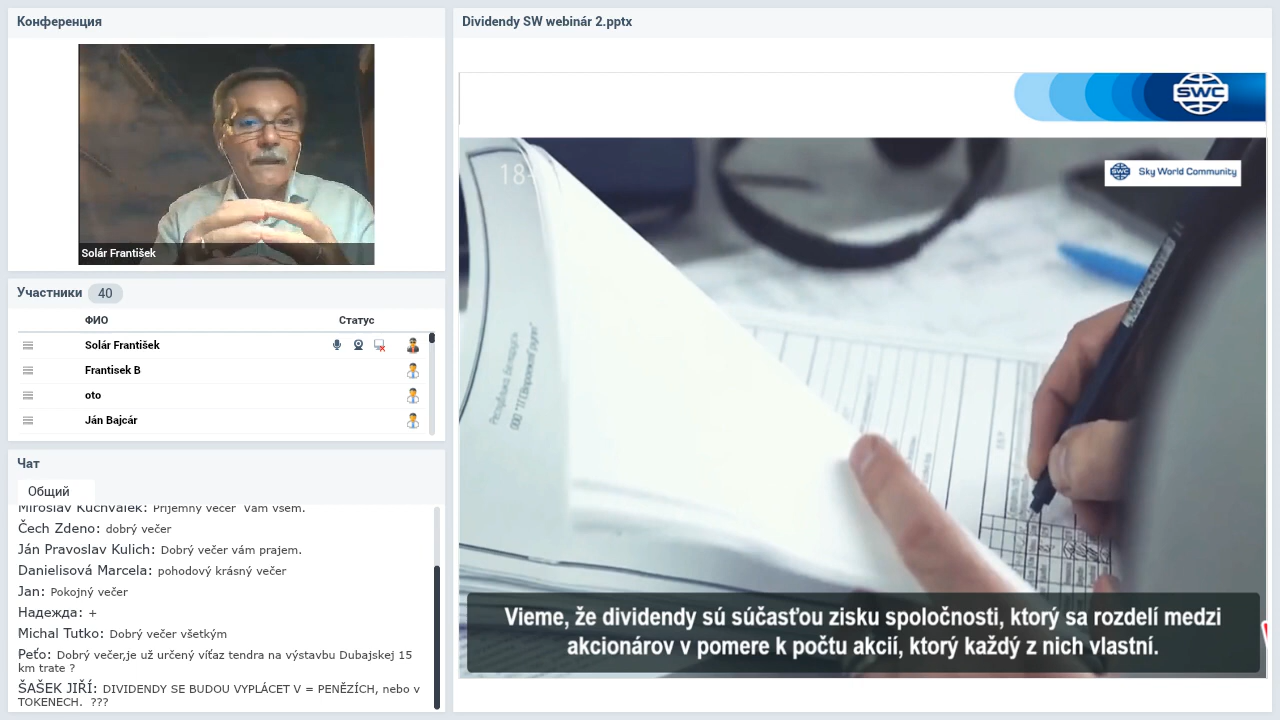 Конференция
Solár František
Участники 40
ФИО Статус
Solár František
Frantisek B
oto
Ján Bajcár
Чат
Общий
Miroslav Kuchvalek: Príjemný večer Vám všem.
Čech Zdeno: dobrý večer
Ján Pravoslav Kulich: Dobrý večer vám prajem.
Danielisová Marcela: pohodový krásný večer
Jan: Pokojný večer
Надежда: +
Michal Tutko: Dobrý večer všetkým
Peťo: Dobrý večer,je už určený víťaz tendra na výstavbu Dubajskej 15
km trate ?
ŠAŠEK JIŘÍ: DIVIDENDY SE BUDOU VYPLÁCET V = PENĚZÍCH, nebo v
TOKENECH. ???
Dividendy SW webinár 2.pptx
SWC
18+
SWC Sky World Community
Республика Беларусь
Vieme, že dividendy sú súčasťou zisku spoločnosti, ktorý sa rozdelí medzi
akcionárov v pomere k počtu akcií, ktorý každý z nich vlastní.